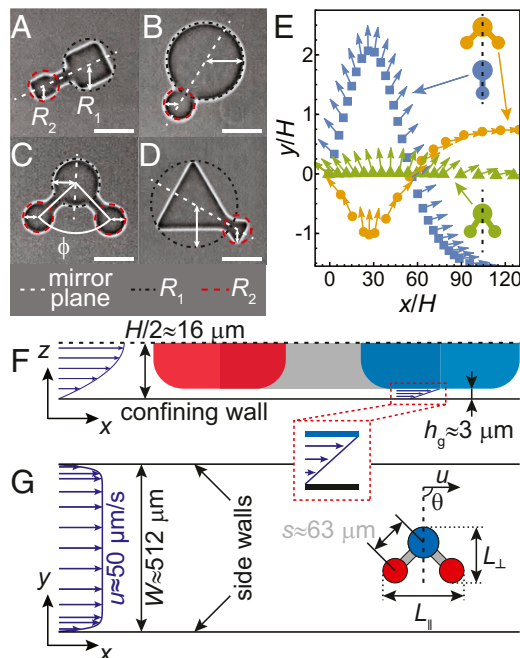 A
B
R₂
R₁
C
D
ϕ
mirror plane
R₁
R₂
E
y/H
2
1
0
-1
0 30 60 90 120
x/H
F
H/2≈16 μm
z
x
confining wall
h_g≈3 μm
G
u≈50 μm/s
W≈512 μm
side walls
y
x
u
θ
s≈63 μm
L⊥
L∥